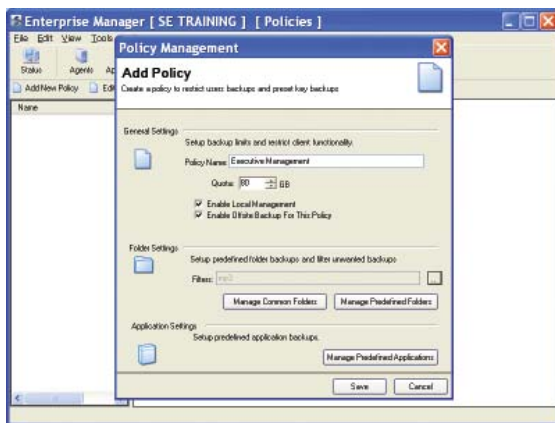 Enterprise Manager [ SE TRAINING ] [ Policies ]
File Edit View Tools
Policy Management
Status Agents
Add Policy
Create a policy to restrict users backups and preset key backups
Add New Policy
Name
General Settings
Setup backup limits and restrict client functionality.
Policy Name: Executive Management
Quota: 80 GB
Enable Local Management
Enable Offsite Backup For This Policy
Folder Settings
Setup predefined folder backups and filter unwanted backups
Filters: mp3
...
Manage Common Folders Manage Predefined Folders
Application Settings
Setup predefined application backups.
Manage Predefined Applications
Save Cancel